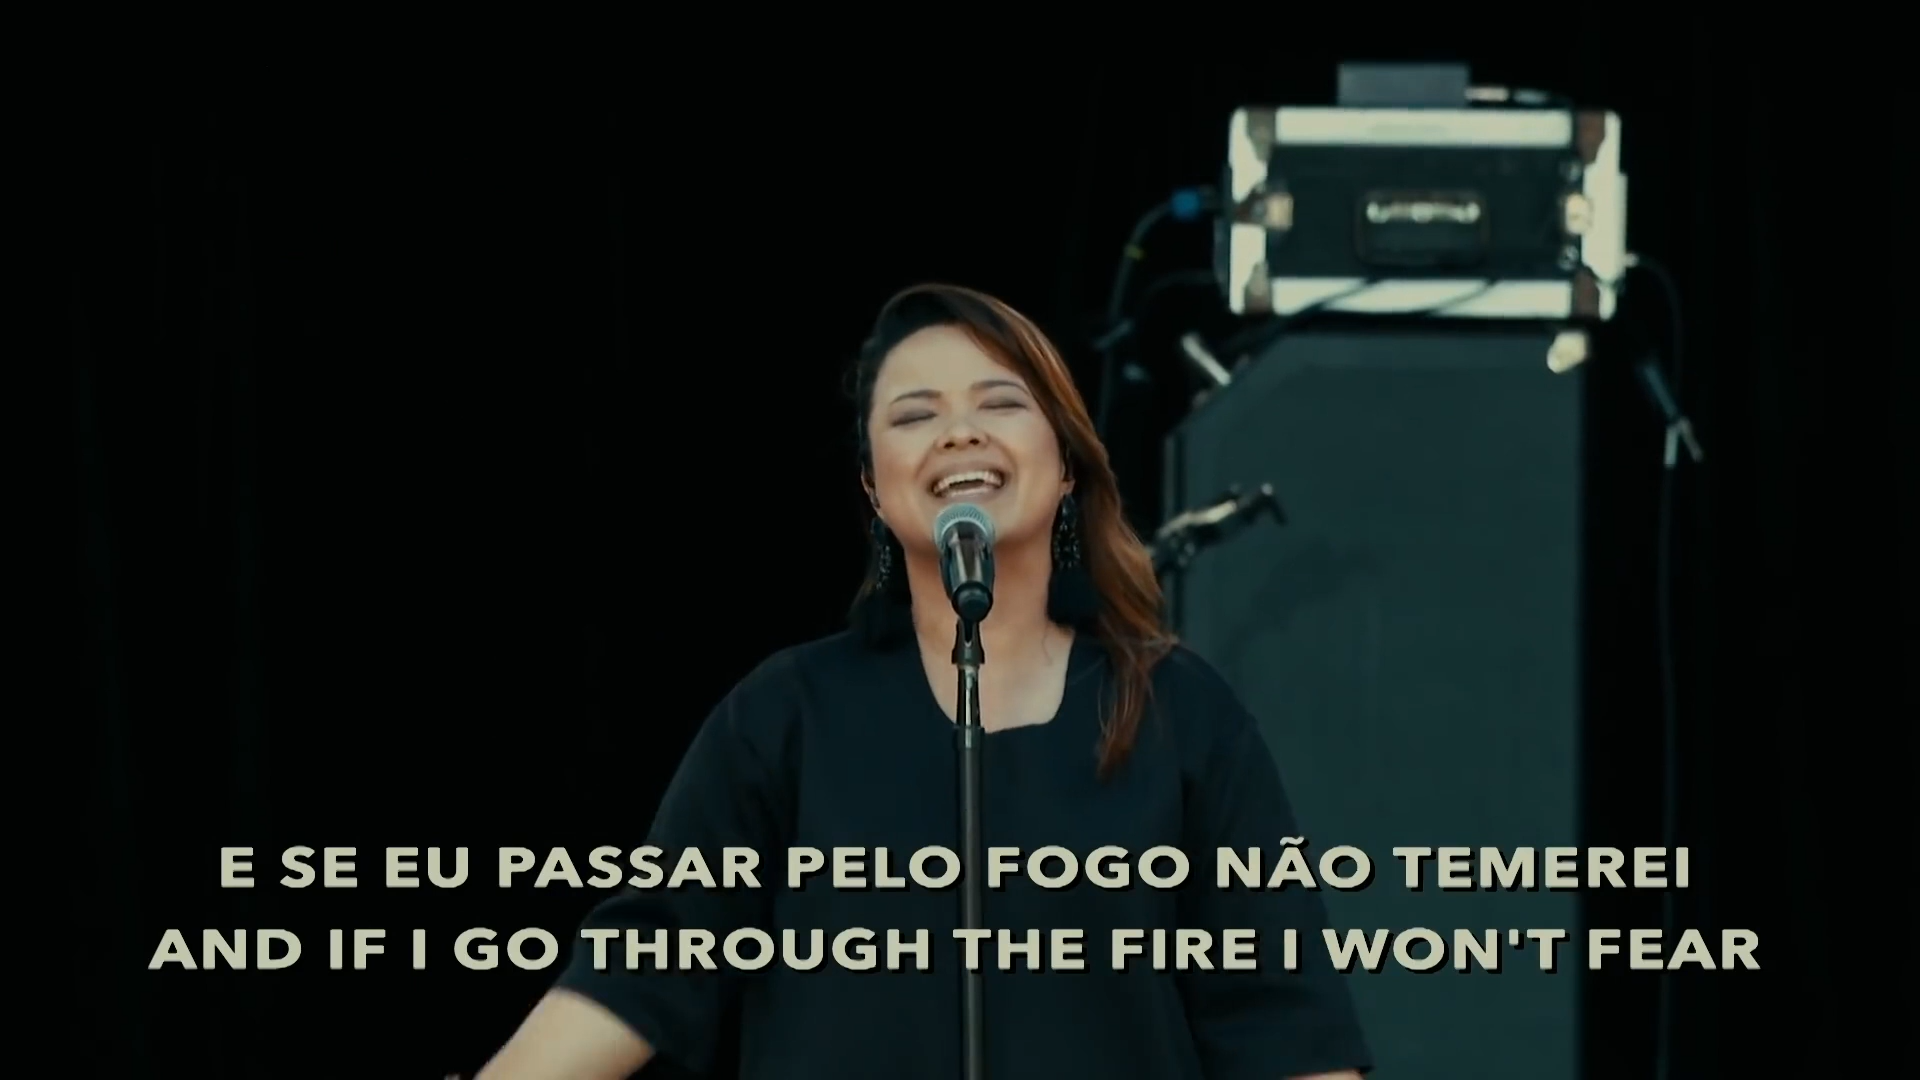 E SE EU PASSAR PELO FOGO NÃO TEMEREI
AND IF I GO THROUGH THE FIRE I WON'T FEAR